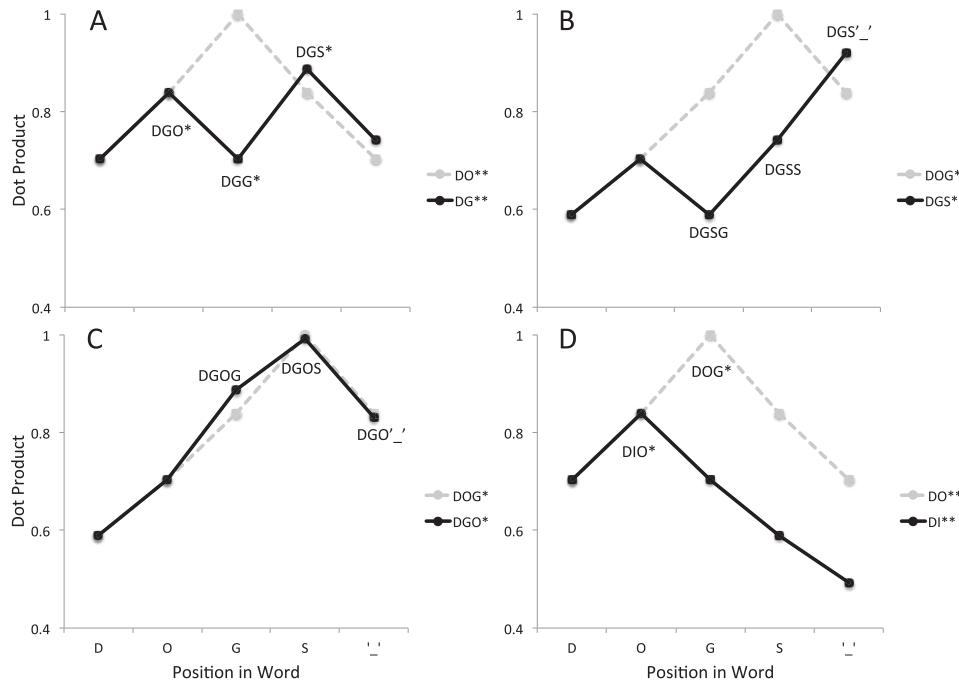 A
1
0.8
0.6
0.4
Dot Product
DGO*
DGG*
DGS*
DO**
DG**
B
1
0.8
0.6
0.4
DGSG
DGSS
DGS'_'
DOG*
DGS*
C
1
0.8
0.6
0.4
Dot Product
DGOG
DGOS
DGO'_'
DOG*
DGO*
D O G S '_'
Position in Word
D
1
0.8
0.6
0.4
DIO*
DOG*
DO**
DI**
D O G S '_'
Position in Word